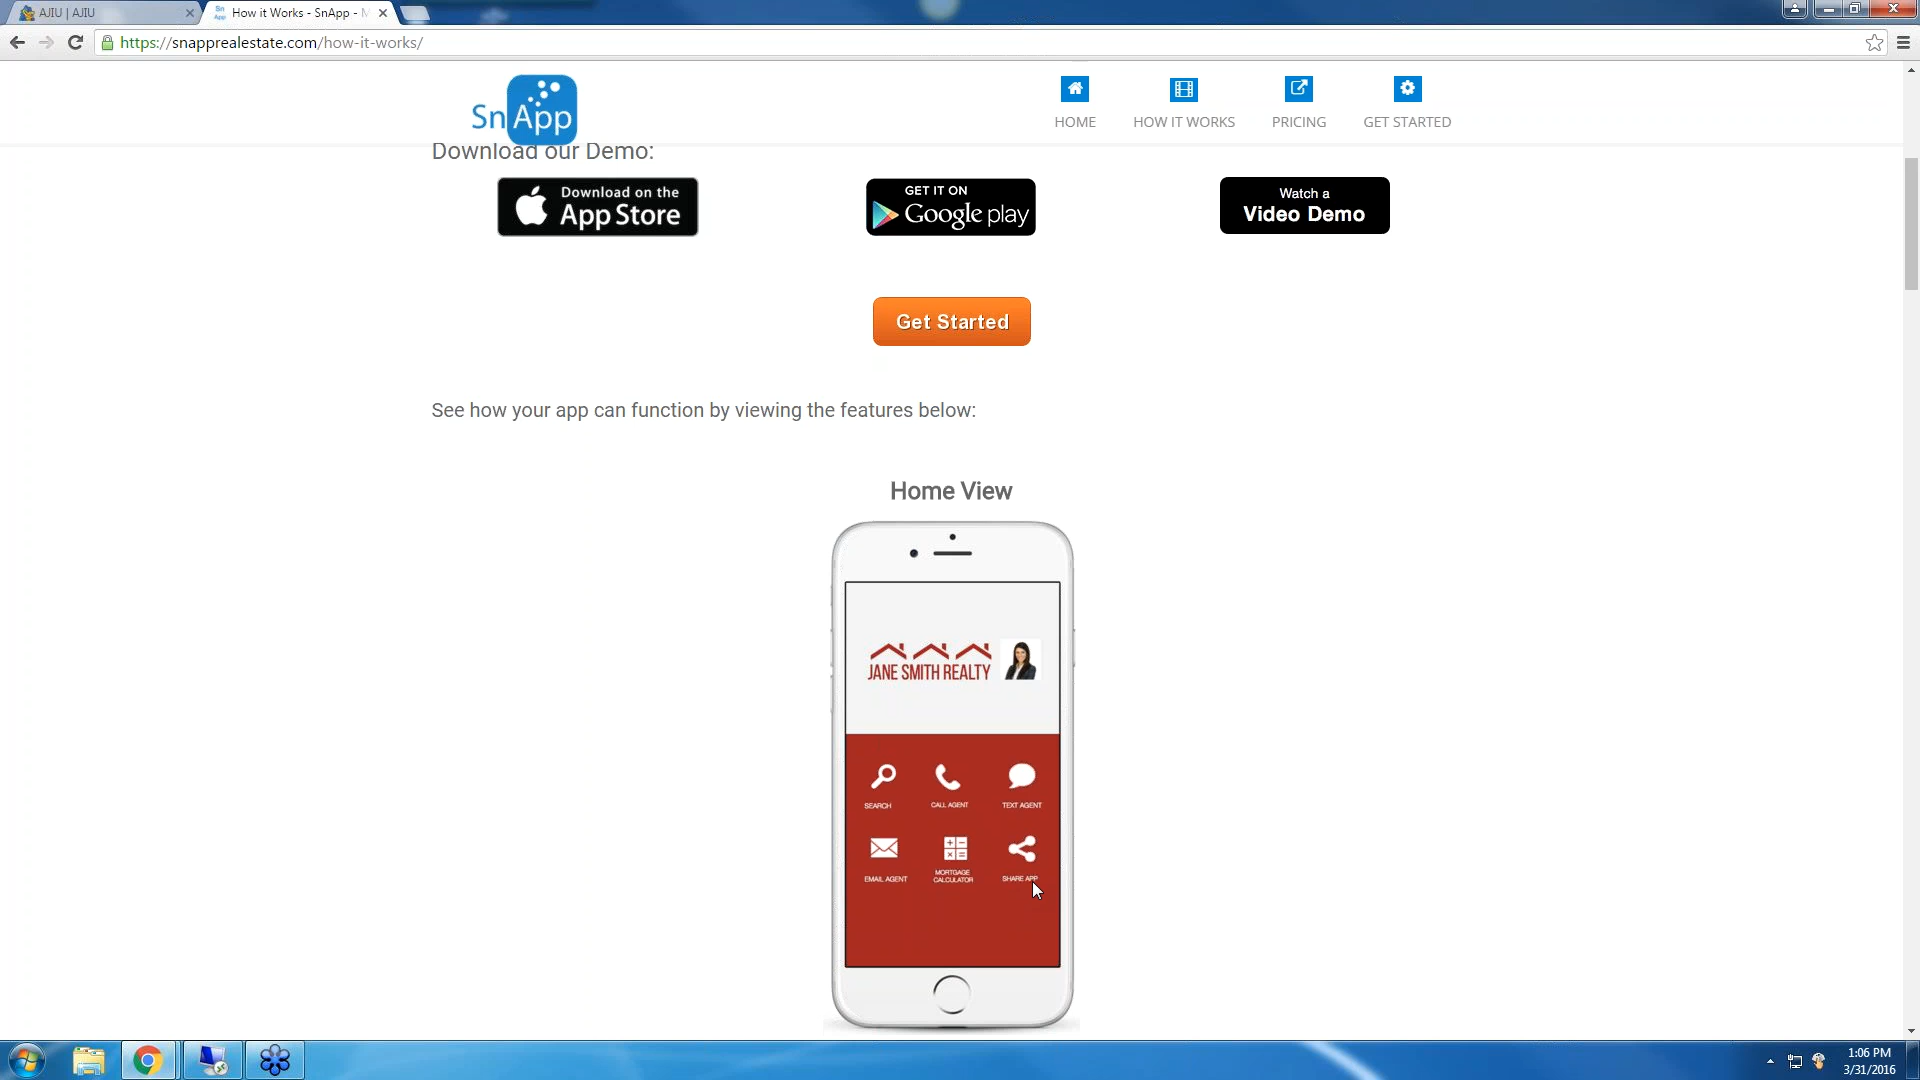 AJIU | AJIU
Sn App
How it Works - SnApp - M
https://snapprealestate.com/how-it-works/
SnApp
HOME
HOW IT WORKS
PRICING
GET STARTED
Download our Demo:
Download on the
App Store
GET IT ON
Google play
Watch a
Video Demo
Get Started
See how your app can function by viewing the features below:
Home View
JANE SMITH REALTY
SEARCH
CALL AGENT
TEXT AGENT
EMAIL AGENT
MORTGAGE
CALCULATOR
SHARE APP
1:06 PM
3/31/2016